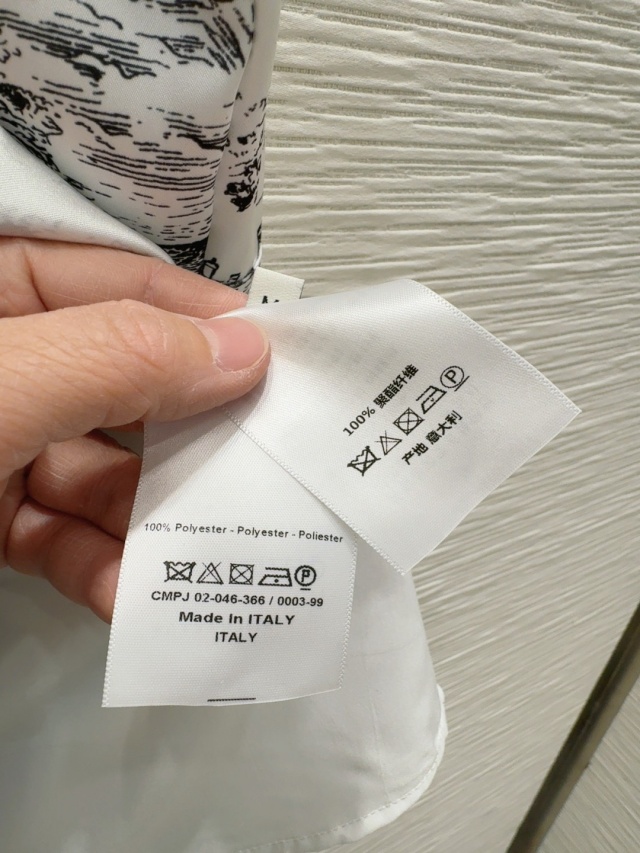 100% 聚酯纤维
产地 意大利
100% Polyester - Polyester - Poliester
CMPJ 02-046-366 / 0003-99
Made In ITALY
ITALY